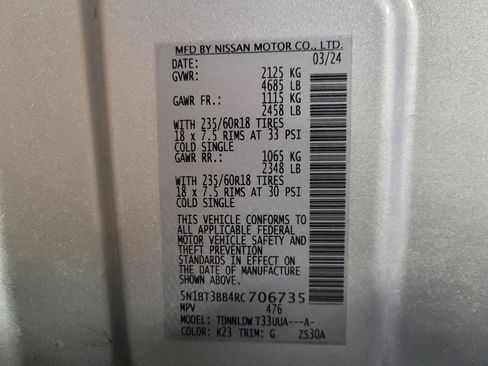 MFD BY NISSAN MOTOR CO., LTD.
DATE: 03/24
GVWR: 2125 KG
4685 LB
GAWR FR.: 1115 KG
2458 LB
WITH 235/60R18 TIRES
18 x 7.5 RIMS AT 33 PSI
COLD SINGLE
GAWR RR.: 1065 KG
2348 LB
WITH 235/60R18 TIRES
18 x 7.5 RIMS AT 30 PSI
COLD SINGLE
THIS VEHICLE CONFORMS TO
ALL APPLICABLE FEDERAL
MOTOR VEHICLE SAFETY AND
THEFT PREVENTION
STANDARDS IN EFFECT ON
THE DATE OF MANUFACTURE
SHOWN ABOVE.
5N1BT3BB4RC706735
MPV 476
MODEL: TDNNLDW T33UUA---A-
COLOR: K23 TRIM: G ZS30A